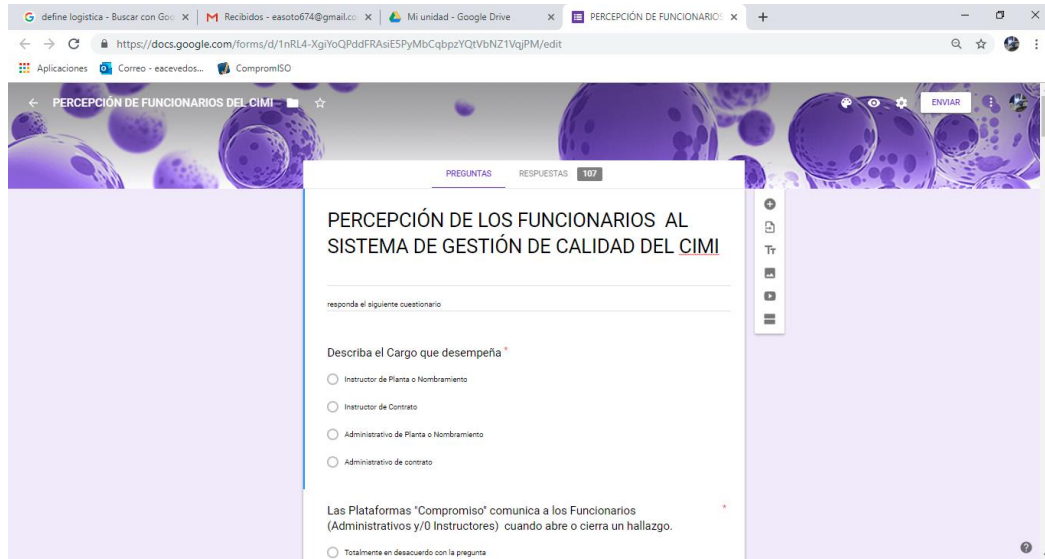 define logistica - Buscar con Goo
Recibidos - easoto674@gmail.co
Mi unidad - Google Drive
PERCEPCIÓN DE FUNCIONARIOS
https://docs.google.com/forms/d/1nRL4-XgiYoQPddFRAsiE5PyMbCqbpzYQtVbNZ1VqjPM/edit
Aplicaciones
Correo - eacevedos...
CompromISO
PERCEPCIÓN DE FUNCIONARIOS DEL CIMI
ENVIAR
PREGUNTAS
RESPUESTAS 107
PERCEPCIÓN DE LOS FUNCIONARIOS AL
SISTEMA DE GESTIÓN DE CALIDAD DEL CIMI
responda el siguiente cuestionario
Describa el Cargo que desempeña *
Instructor de Planta o Nombramiento
Instructor de Contrato
Administrativo de Planta o Nombramiento
Administrativo de contrato
Las Plataformas "Compromiso" comunica a los Funcionarios *
(Administrativos y/0 Instructores) cuando abre o cierra un hallazgo.
Totalmente en desacuerdo con la pregunta